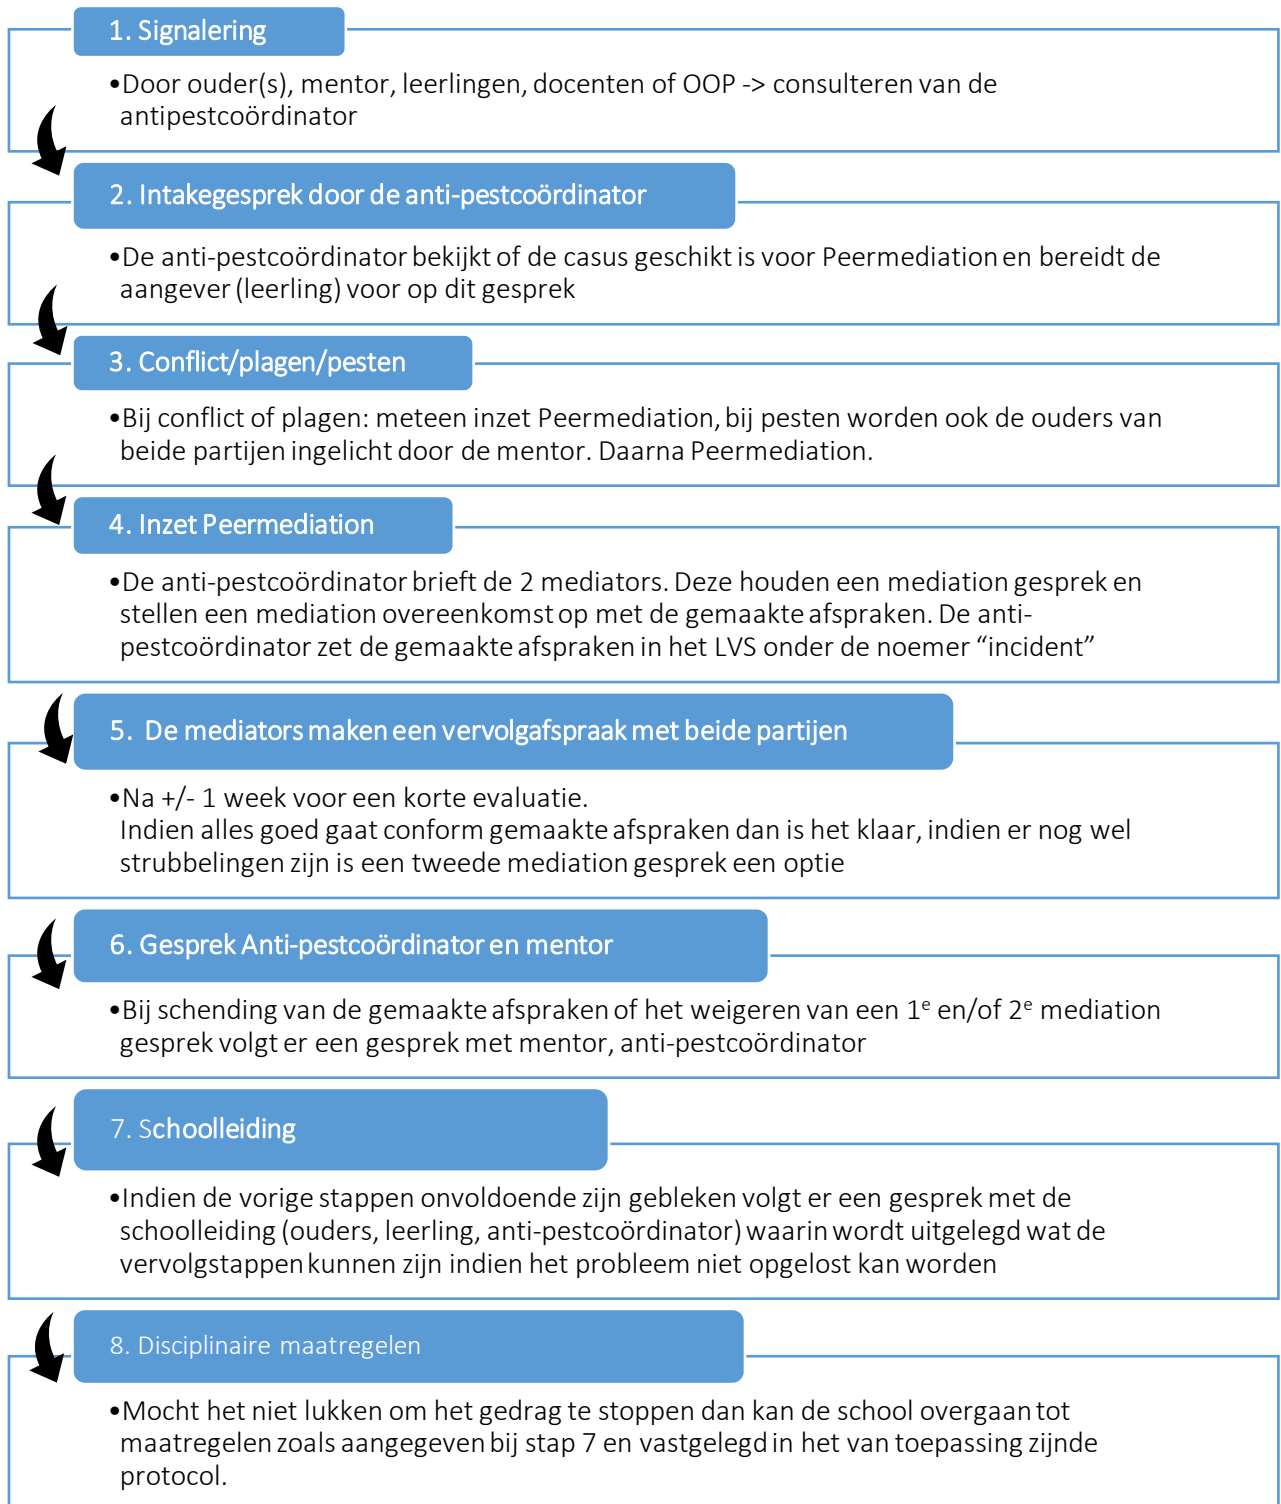 1. Signalering
•Door ouder(s), mentor, leerlingen, docenten of OOP -> consulteren van de
antipestcoördinator
2. Intakegesprek door de anti-pestcoördinator
•De anti-pestcoördinator bekijkt of de casus geschikt is voor Peermediation en bereidt de
aangever (leerling) voor op dit gesprek
3. Conflict/plagen/pesten
•Bij conflict of plagen: meteen inzet Peermediation, bij pesten worden ook de ouders van
beide partijen ingelicht door de mentor. Daarna Peermediation.
4. Inzet Peermediation
•De anti-pestcoördinator brieft de 2 mediators. Deze houden een mediation gesprek en
stellen een mediation overeenkomst op met de gemaakte afspraken. De anti-
pestcoördinator zet de gemaakte afspraken in het LVS onder de noemer “incident”
5. De mediators maken een vervolgafspraak met beide partijen
•Na +/- 1 week voor een korte evaluatie.
Indien alles goed gaat conform gemaakte afspraken dan is het klaar, indien er nog wel
strubbelingen zijn is een tweede mediation gesprek een optie
6. Gesprek Anti-pestcoördinator en mentor
•Bij schending van de gemaakte afspraken of het weigeren van een 1e en/of 2e mediation
gesprek volgt er een gesprek met mentor, anti-pestcoördinator
7. Schoolleiding
•Indien de vorige stappen onvoldoende zijn gebleken volgt er een gesprek met de
schoolleiding (ouders, leerling, anti-pestcoördinator) waarin wordt uitgelegd wat de
vervolgstappen kunnen zijn indien het probleem niet opgelost kan worden
8. Disciplinaire maatregelen
•Mocht het niet lukken om het gedrag te stoppen dan kan de school overgaan tot
maatregelen zoals aangegeven bij stap 7 en vastgelegd in het van toepassing zijnde
protocol.